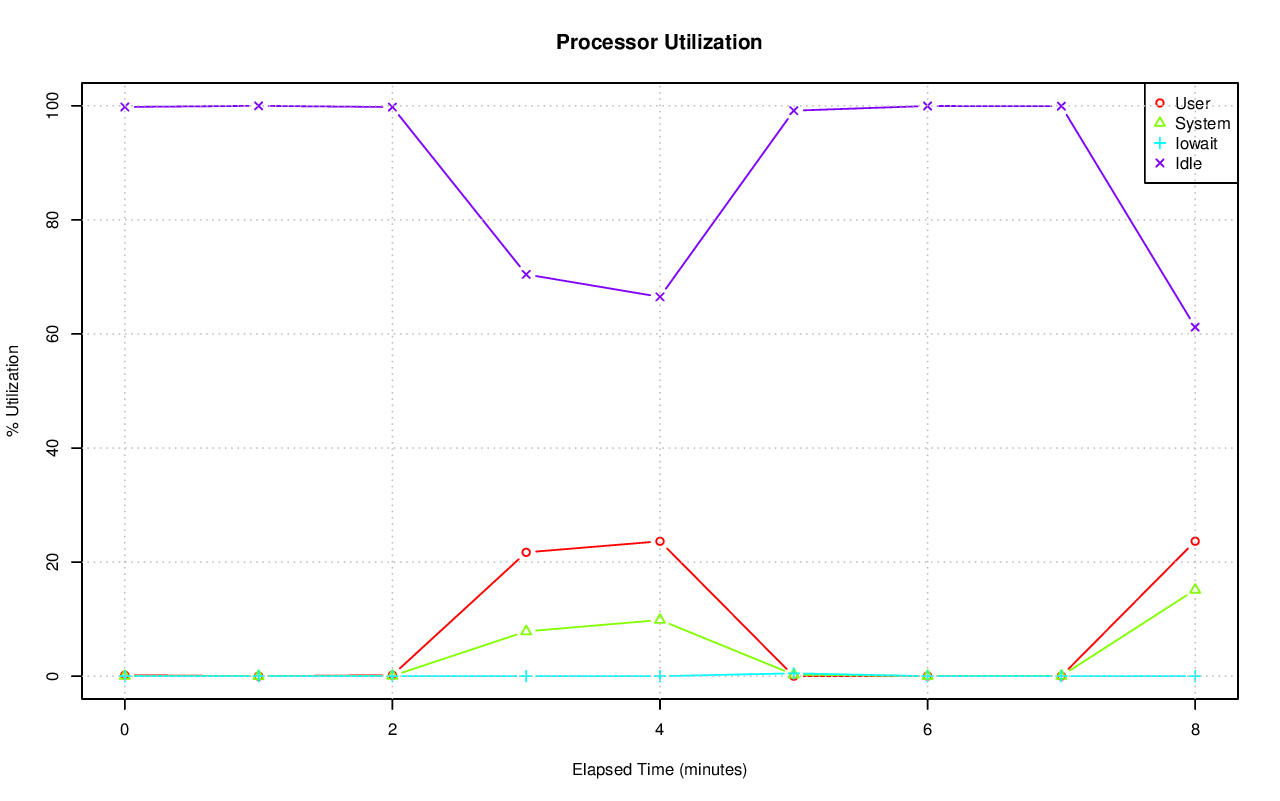 Processor Utilization
User
System
Iowait
Idle
% Utilization
100
80
60
40
20
0
0 2 4 6 8
Elapsed Time (minutes)